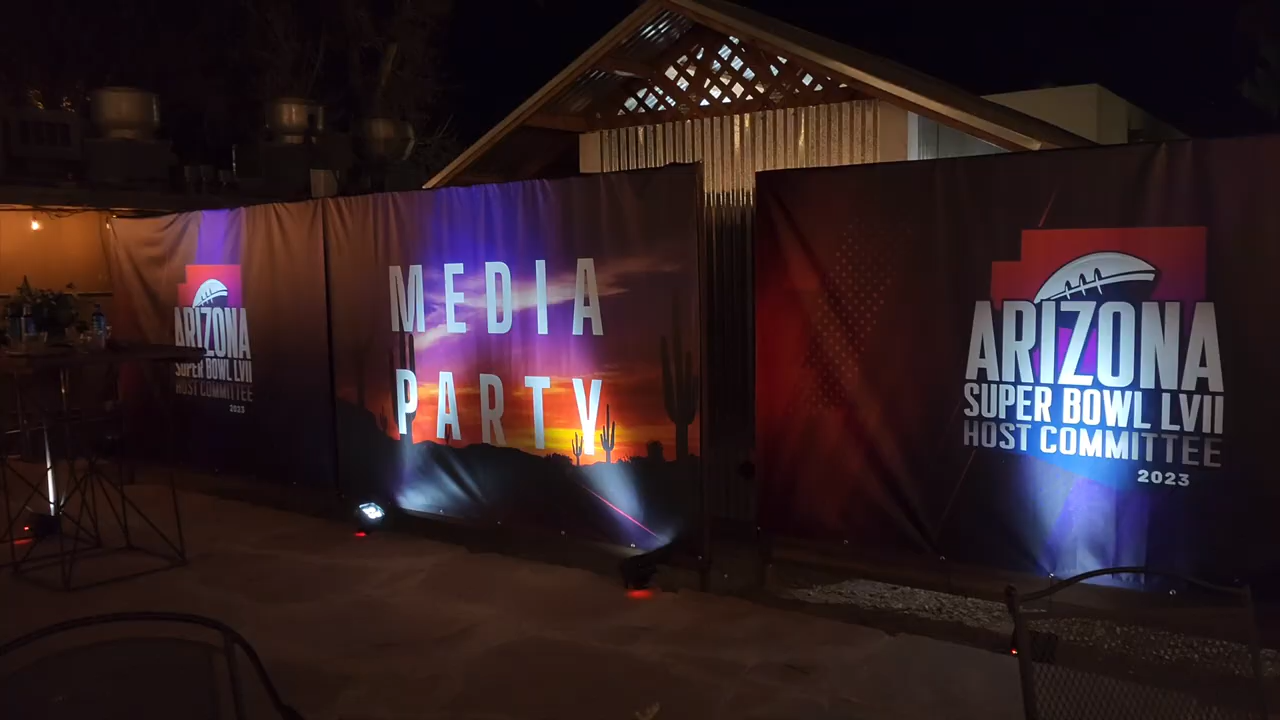 ARIZONA
SUPER BOWL LVII
HOST COMMITTEE
2023
MEDIA
PARTY
ARIZONA
SUPER BOWL LVII
HOST COMMITTEE
2023